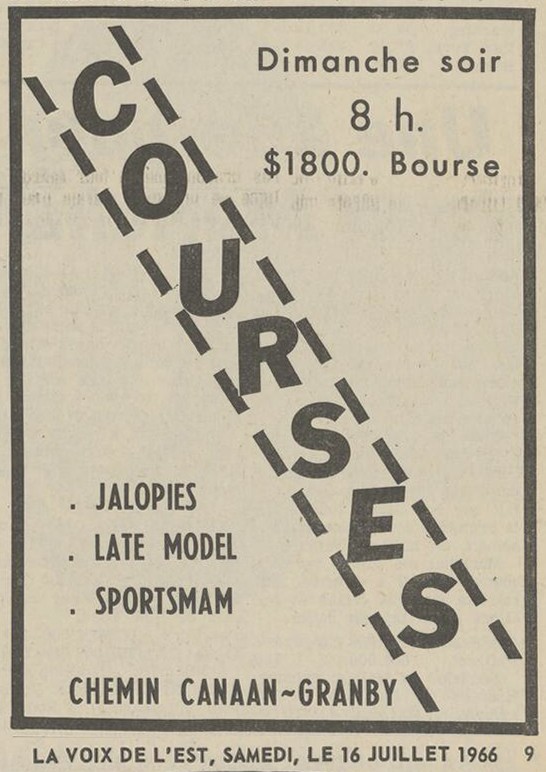 Dimanche soir
8 h.
$1800. Bourse
COURSES
. JALOPIES
. LATE MODEL
. SPORTSMAM
CHEMIN CANAAN~GRANBY
LA VOIX DE L'EST, SAMEDI, LE 16 JUILLET 1966 9